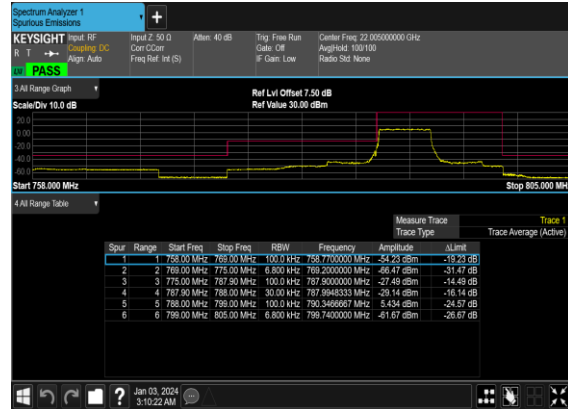 Spectrum Analyzer 1
Spurious Emissions
+
KEYSIGHT Input: RF Input Z: 50 Ω Atten: 40 dB Trig: Free Run Center Freq: 22.005000000 GHz
R T Coupling: DC Corr CCorr Gate: Off Avg|Hold: 100/100
Align: Auto Freq Ref: Int (S) IF Gain: Low Radio Std: None
PASS
3 All Range Graph
Ref Lvl Offset 7.50 dB
Scale/Div 10.0 dB Ref Value 30.00 dBm
20.0
0.00
-20.0
-40.0
-60.0
Start 758.000 MHz Stop 805.000 MH
4 All Range Table
Measure Trace Trace 1
Trace Type Trace Average (Active)
Spur Range Start Freq Stop Freq RBW Frequency Amplitude ΔLimit
1 1 758.00 MHz 769.00 MHz 100.0 kHz 758.7700000 MHz -54.23 dBm -19.23 dB
2 2 769.00 MHz 775.00 MHz 6.800 kHz 769.2000000 MHz -66.47 dBm -31.47 dB
3 3 775.00 MHz 787.90 MHz 100.0 kHz 787.9000000 MHz -27.49 dBm -14.49 dB
4 4 787.90 MHz 788.00 MHz 30.00 kHz 787.9948333 MHz -29.14 dBm -16.14 dB
5 5 788.00 MHz 799.00 MHz 100.0 kHz 790.3466667 MHz 5.434 dBm -24.57 dB
6 6 799.00 MHz 805.00 MHz 6.800 kHz 799.7400000 MHz -61.67 dBm -26.67 dB
? Jan 03, 2024
3:10:22 AM